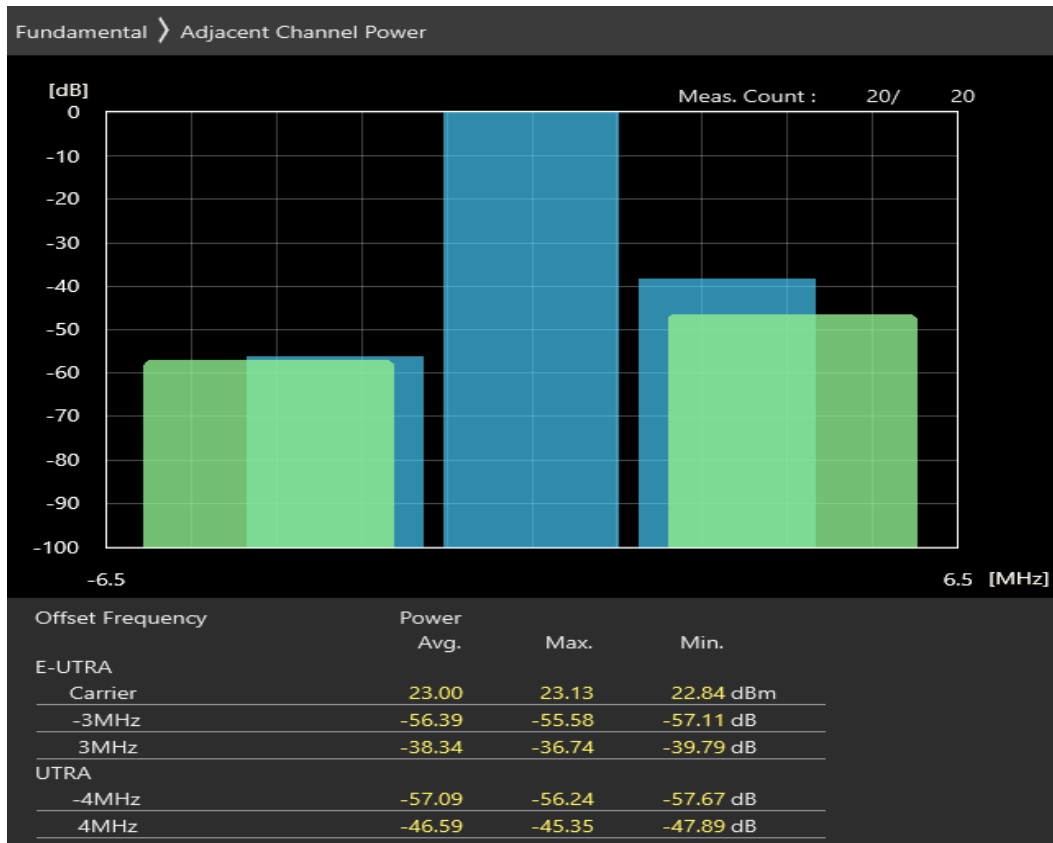 Fundamental 〉 Adjacent Channel Power
[dB]
Meas. Count : 20/ 20
0
-10
-20
-30
-40
-50
-60
-70
-80
-90
-100
-6.5 6.5 [MHz]
Offset Frequency Power
Avg. Max. Min.
E-UTRA
Carrier 23.00 23.13 22.84 dBm
-3MHz -56.39 -55.58 -57.11 dB
3MHz -38.34 -36.74 -39.79 dB
UTRA
-4MHz -57.09 -56.24 -57.67 dB
4MHz -46.59 -45.35 -47.89 dB